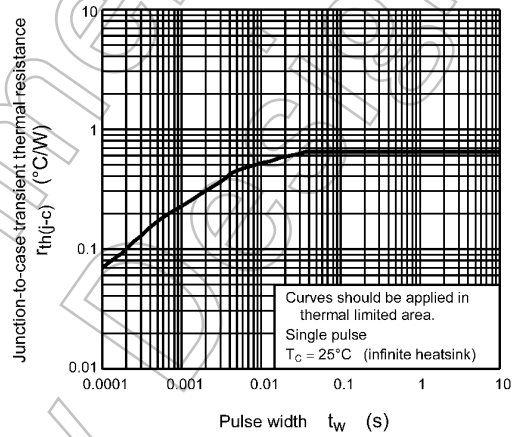 Junction-to-case transient thermal resistance
rth(j-c) (°C/W)
10
1
0.1
0.01
Curves should be applied in
thermal limited area.
Single pulse
TC = 25°C (infinite heatsink)
0.0001
0.001
0.01
0.1
1
10
Pulse width tw (s)